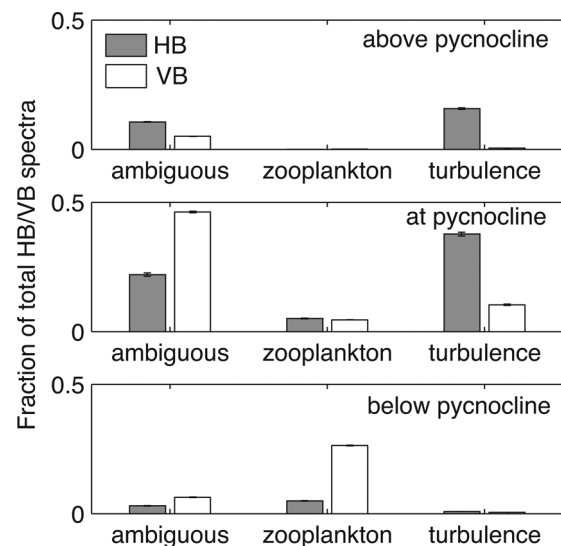 Fraction of total HB/VB spectra
0.5
above pycnocline
HB
VB
0
ambiguous zooplankton turbulence
0.5
at pycnocline
0
ambiguous zooplankton turbulence
0.5
below pycnocline
0
ambiguous zooplankton turbulence